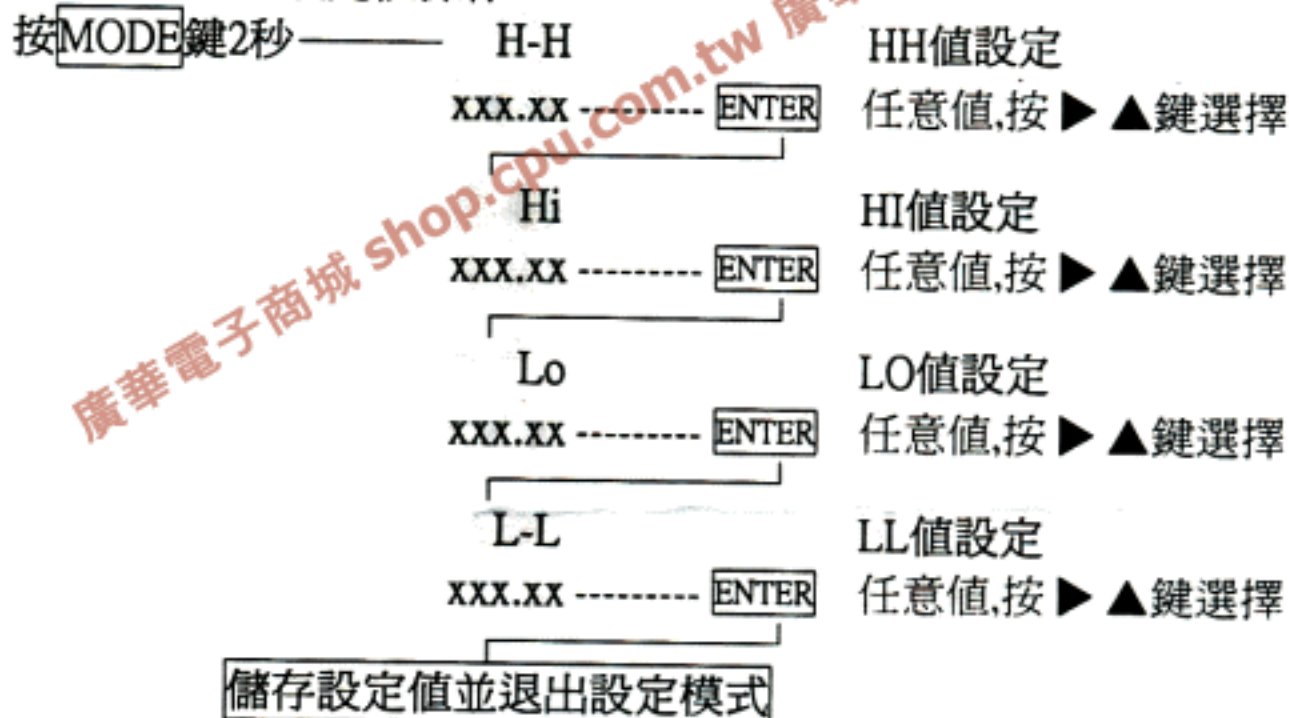 按MODE鍵2秒 H-H HH值設定
XXX.XX --------- ENTER 任意值,按 ▶ ▲鍵選擇
Hi HI值設定
XXX.XX --------- ENTER 任意值,按 ▶ ▲鍵選擇
Lo LO值設定
XXX.XX --------- ENTER 任意值,按 ▶ ▲鍵選擇
L-L LL值設定
XXX.XX --------- ENTER 任意值,按 ▶ ▲鍵選擇
儲存設定值並退出設定模式
廣華電子商城 shop.cpu.com.tw 廣